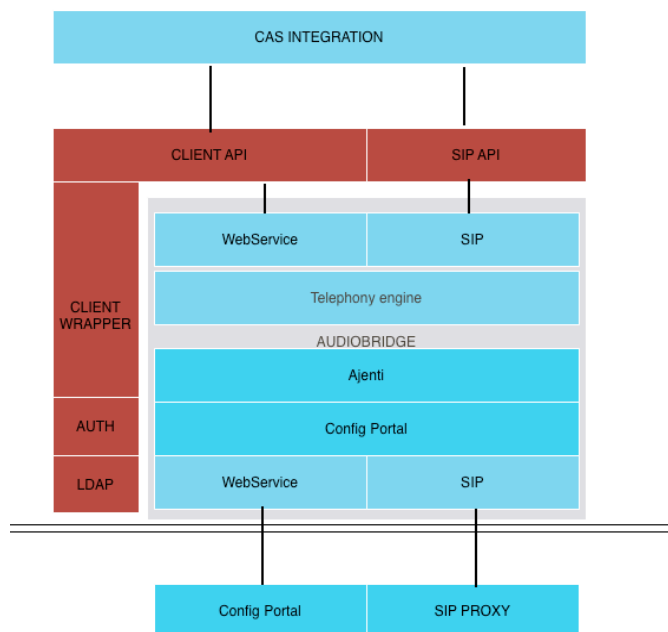 CAS INTEGRATION
CLIENT API
SIP API
WebService
SIP
Telephony engine
CLIENT
WRAPPER
AUDIOBRIDGE
Ajenti
AUTH
Config Portal
LDAP
WebService
SIP
Config Portal
SIP PROXY